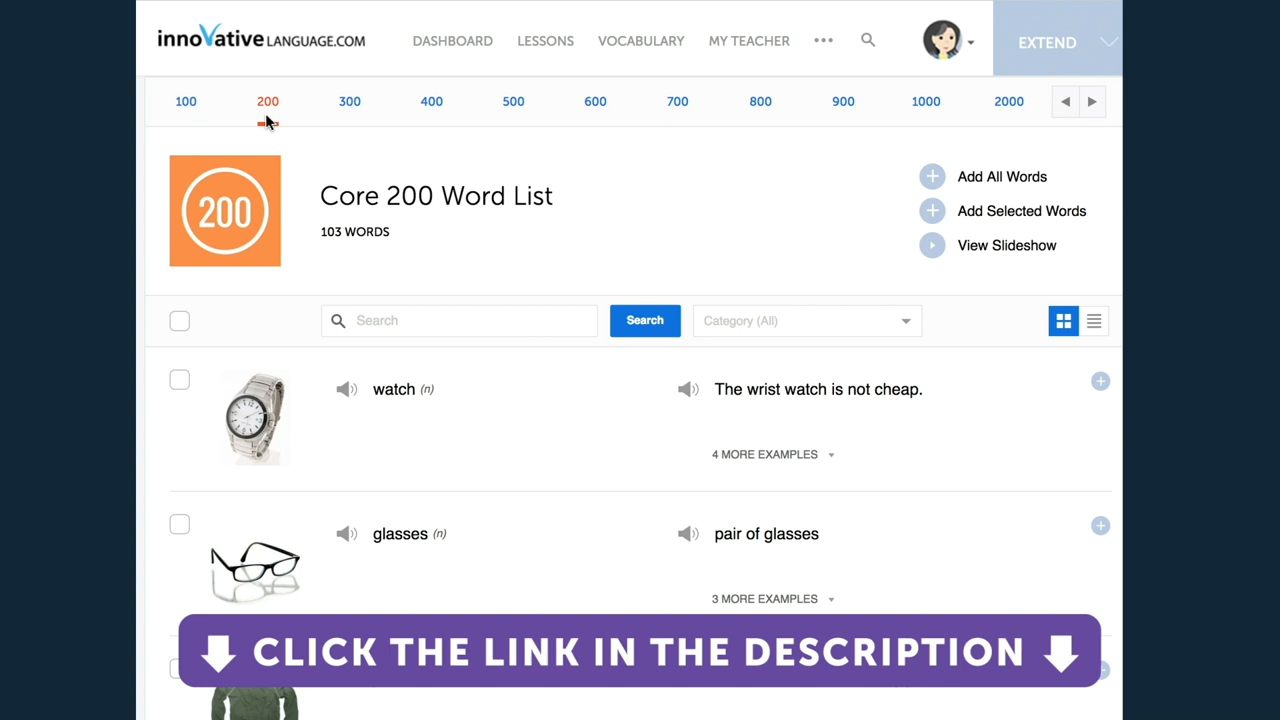 innoVative LANGUAGE.COM
DASHBOARD LESSONS VOCABULARY MY TEACHER ••• EXTEND
100 200 300 400 500 600 700 800 900 1000 2000
200
Core 200 Word List
103 WORDS
Add All Words
Add Selected Words
View Slideshow
Search Search Category (All)
watch (n) The wrist watch is not cheap.
4 MORE EXAMPLES
glasses (n) pair of glasses
3 MORE EXAMPLES
CLICK THE LINK IN THE DESCRIPTION